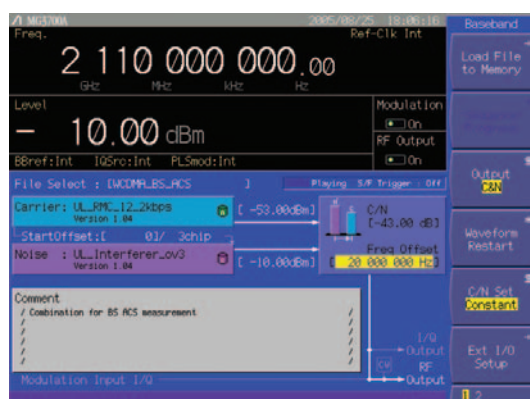 MG3700A
2005/08/25 18:06:16
Freq.
Ref-Clk Int
2 110 000 000.00
GHz MHz kHz Hz
Level
- 10.00 dBm
Modulation
On
RF Output
On
BBref:Int IQSrc:Int PLSmod:Int
File Select : [WCDMA_BS_ACS ]
Playing S/F Trigger : Off
Carrier: UL_RMC_12_2kbps
Version 1.04
[ -53.00dBm]
C/N
[-43.00 dB]
StartOffset:[ 0]/ 3chip
Noise : UL_Interferer_ov3
Version 1.04
[ -10.00dBm]
Freq Offset
[ 20 000 000 Hz]
Comment
/ Combination for BS ACS measurement /
/ /
/ /
/ /
/ /
I/Q
Output
CW
RF
Output
Modulation Input I/Q
Baseband
Load File
to Memory
Output
C&N
Waveform
Restart
C/N Set
Constant
Ext I/O
Setup
1 2